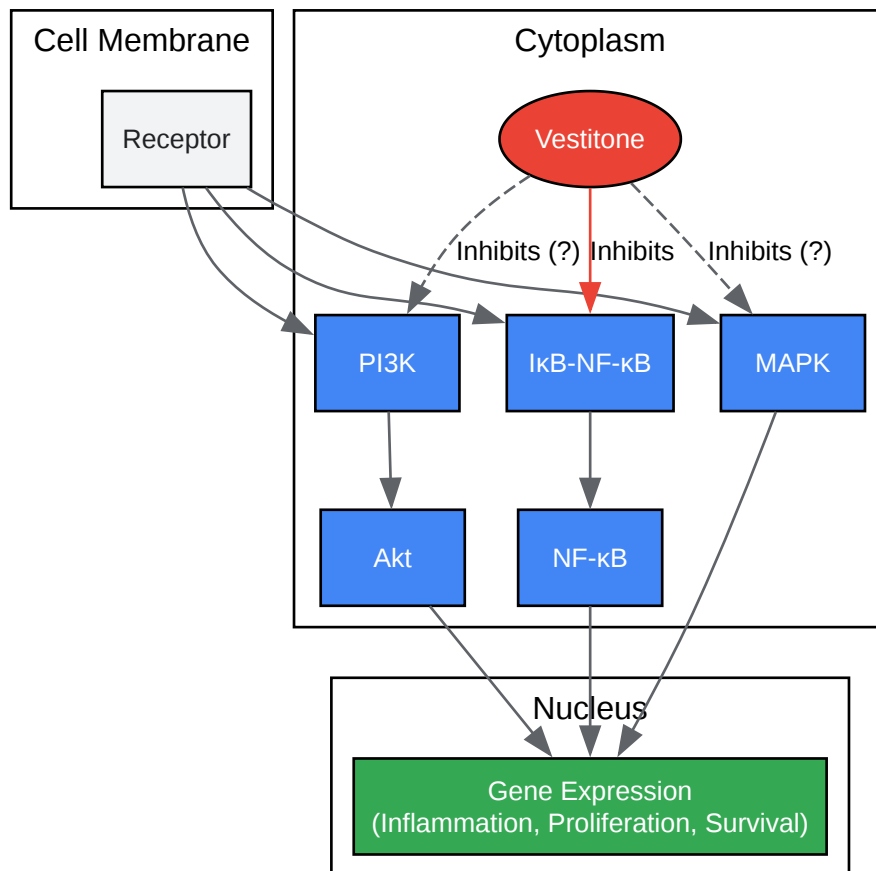 Cell Membrane
Cytoplasm
Receptor
Vestitone
Inhibits (?)
Inhibits
Inhibits (?)
PI3K
IκB-NF-κB
MAPK
Akt
NF-κB
Nucleus
Gene Expression
(Inflammation, Proliferation, Survival)